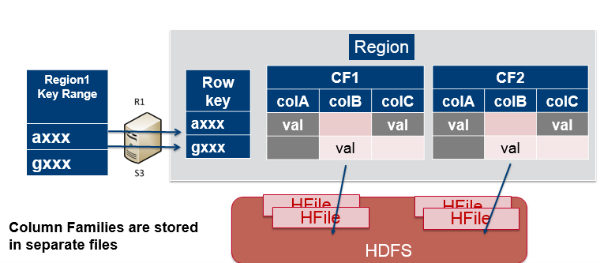 Region
Region1
Key Range
axxx
gxxx
R1
S3
Row
key
axxx
gxxx
CF1
colA colB colC
val val
val
CF2
colA colB colC
val val
val
HFile
HFile
HFile
HFile
HDFS
Column Families are stored
in separate files